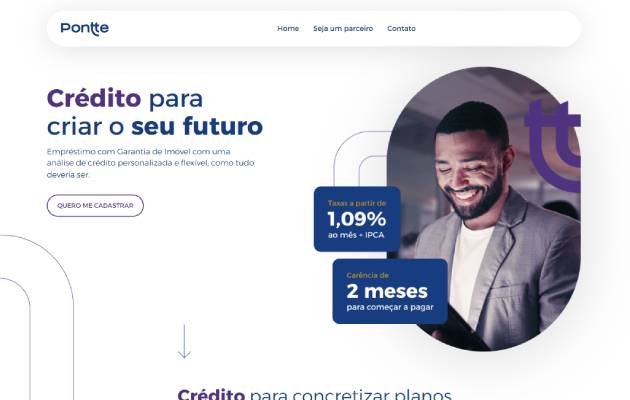 Pontte
Home Seja um parceiro Contato
Crédito para
criar o seu futuro
Empréstimo com Garantia de Imóvel com uma
análise de crédito personalizada e flexível, como tudo
deveria ser.
QUERO ME CADASTRAR
Taxas a partir de
1,09%
ao mês + IPCA
Carência de
2 meses
para começar a pagar
Crédito para concretizar planos